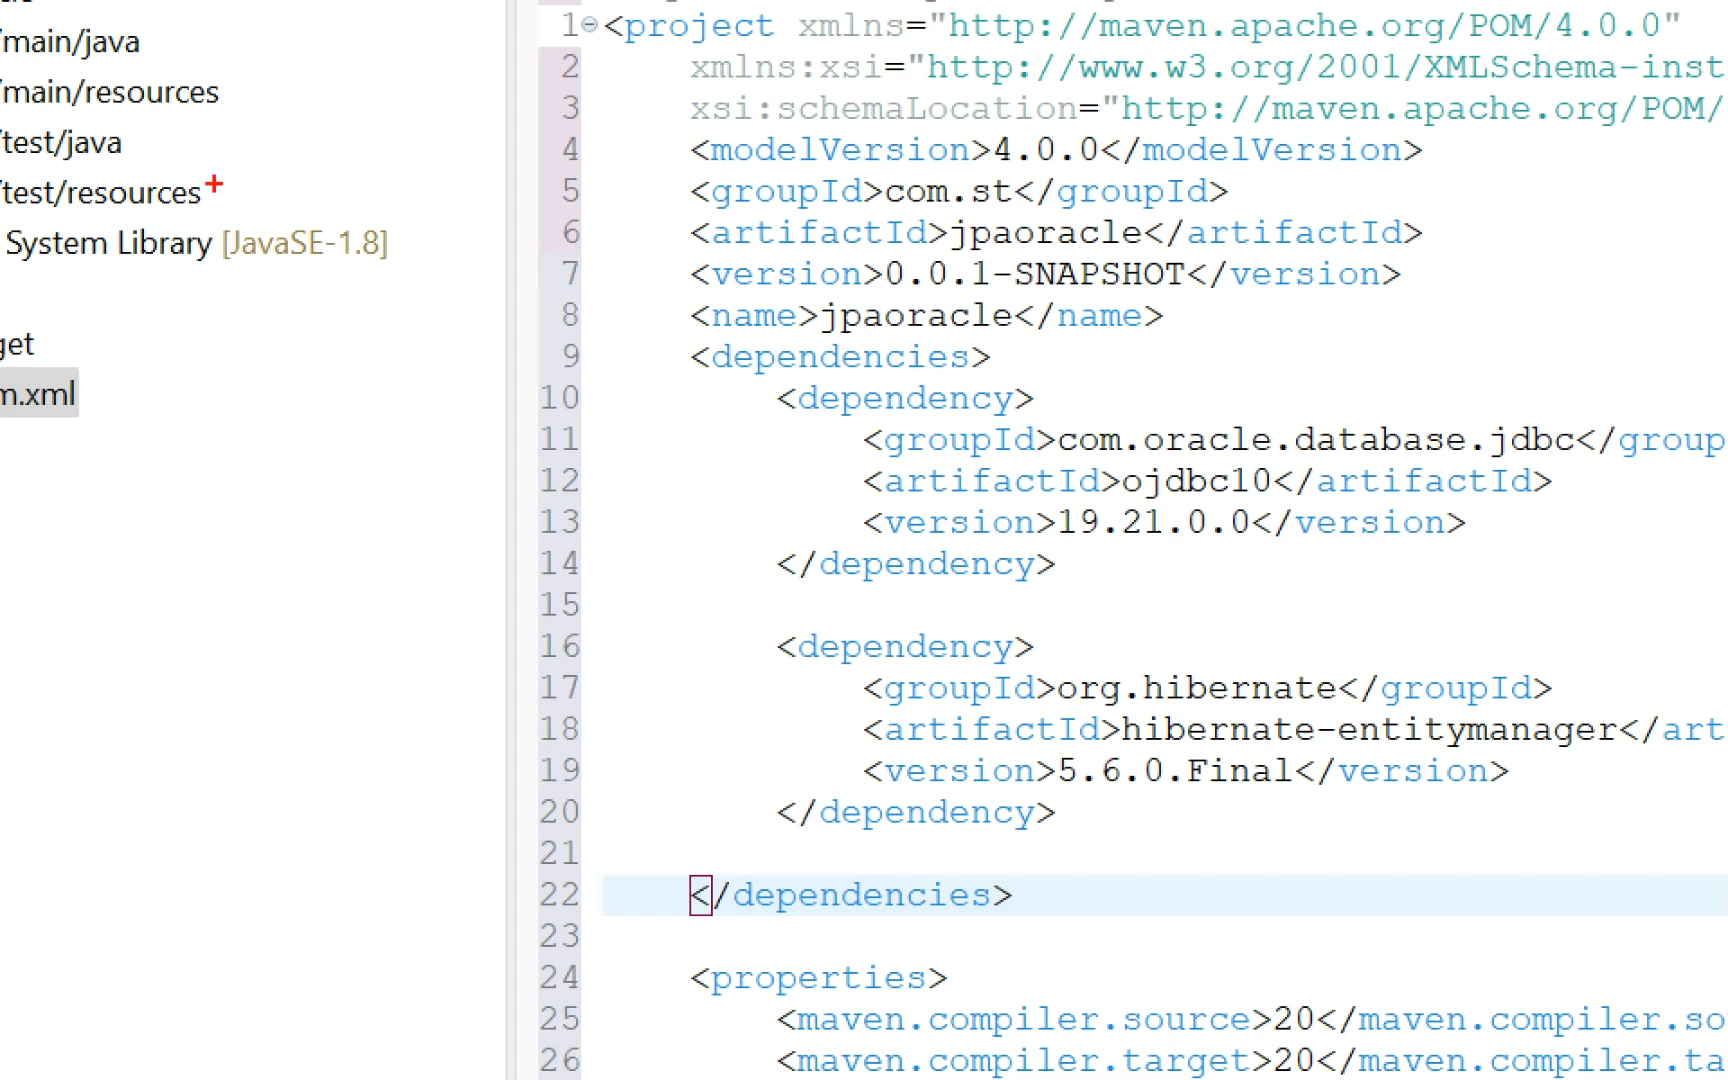 /main/java
/main/resources
/test/java
/test/resources
System Library [JavaSE-1.8]
get
m.xml
1 <project xmlns="http://maven.apache.org/POM/4.0.0"
2 xmlns:xsi="http://www.w3.org/2001/XMLSchema-inst
3 xsi:schemaLocation="http://maven.apache.org/POM/
4 <modelVersion>4.0.0</modelVersion>
5 <groupId>com.st</groupId>
6 <artifactId>jpaoracle</artifactId>
7 <version>0.0.1-SNAPSHOT</version>
8 <name>jpaoracle</name>
9 <dependencies>
10 <dependency>
11 <groupId>com.oracle.database.jdbc</group
12 <artifactId>ojdbc10</artifactId>
13 <version>19.21.0.0</version>
14 </dependency>
15
16 <dependency>
17 <groupId>org.hibernate</groupId>
18 <artifactId>hibernate-entitymanager</art
19 <version>5.6.0.Final</version>
20 </dependency>
21
22 </dependencies>
23
24 <properties>
25 <maven.compiler.source>20</maven.compiler.so
26 <maven.compiler.target>20</maven.compiler.ta